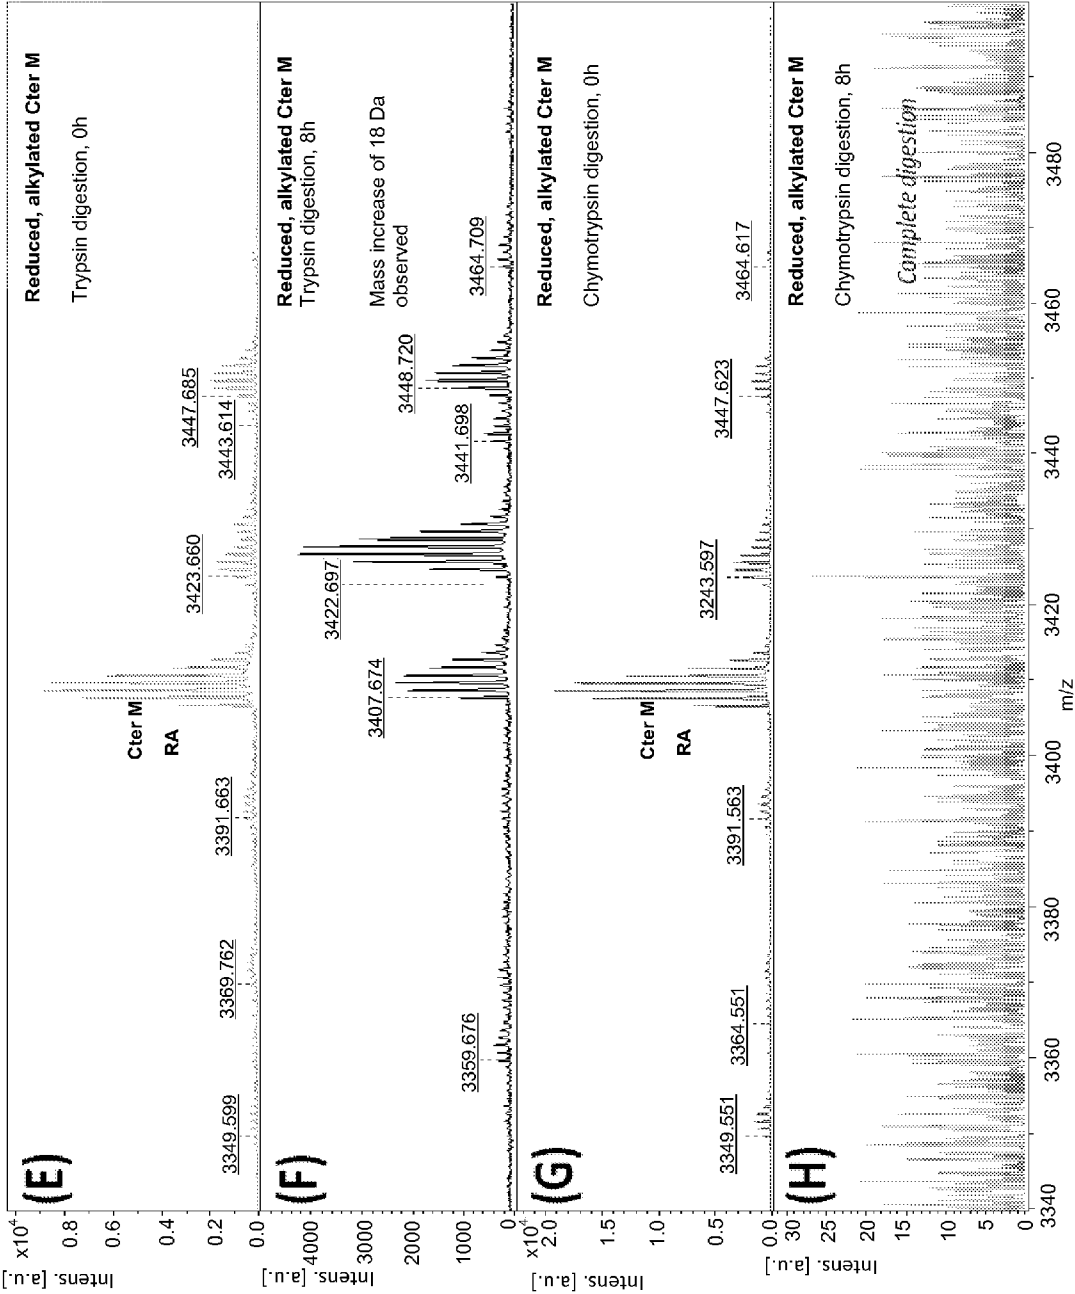 (E)
Reduced, alkylated Cter M
Trypsin digestion, 0h
Intens. [a.u.]
x10⁴
0.8
0.6
0.4
0.2
0.0
3349.599
3369.762
3391.663
Cter M
RA
3423.660
3443.614
3447.685
(F)
Reduced, alkylated Cter M
Trypsin digestion, 8h
Mass increase of 18 Da
observed
Intens. [a.u.]
4000
3000
2000
1000
0
3359.676
3407.674
3422.697
3441.698
3448.720
3464.709
(G)
Reduced, alkylated Cter M
Chymotrypsin digestion, 0h
Intens. [a.u.]
x10⁴
2.0
1.5
1.0
0.5
0.0
3349.551
3364.551
3391.563
Cter M
RA
3243.597
3447.623
3464.617
(H)
Reduced, alkylated Cter M
Chymotrypsin digestion, 8h
Complete digestion
Intens. [a.u.]
30
25
20
15
10
5
0
3340
3360
3380
3400
3420
3440
3460
3480
m/z